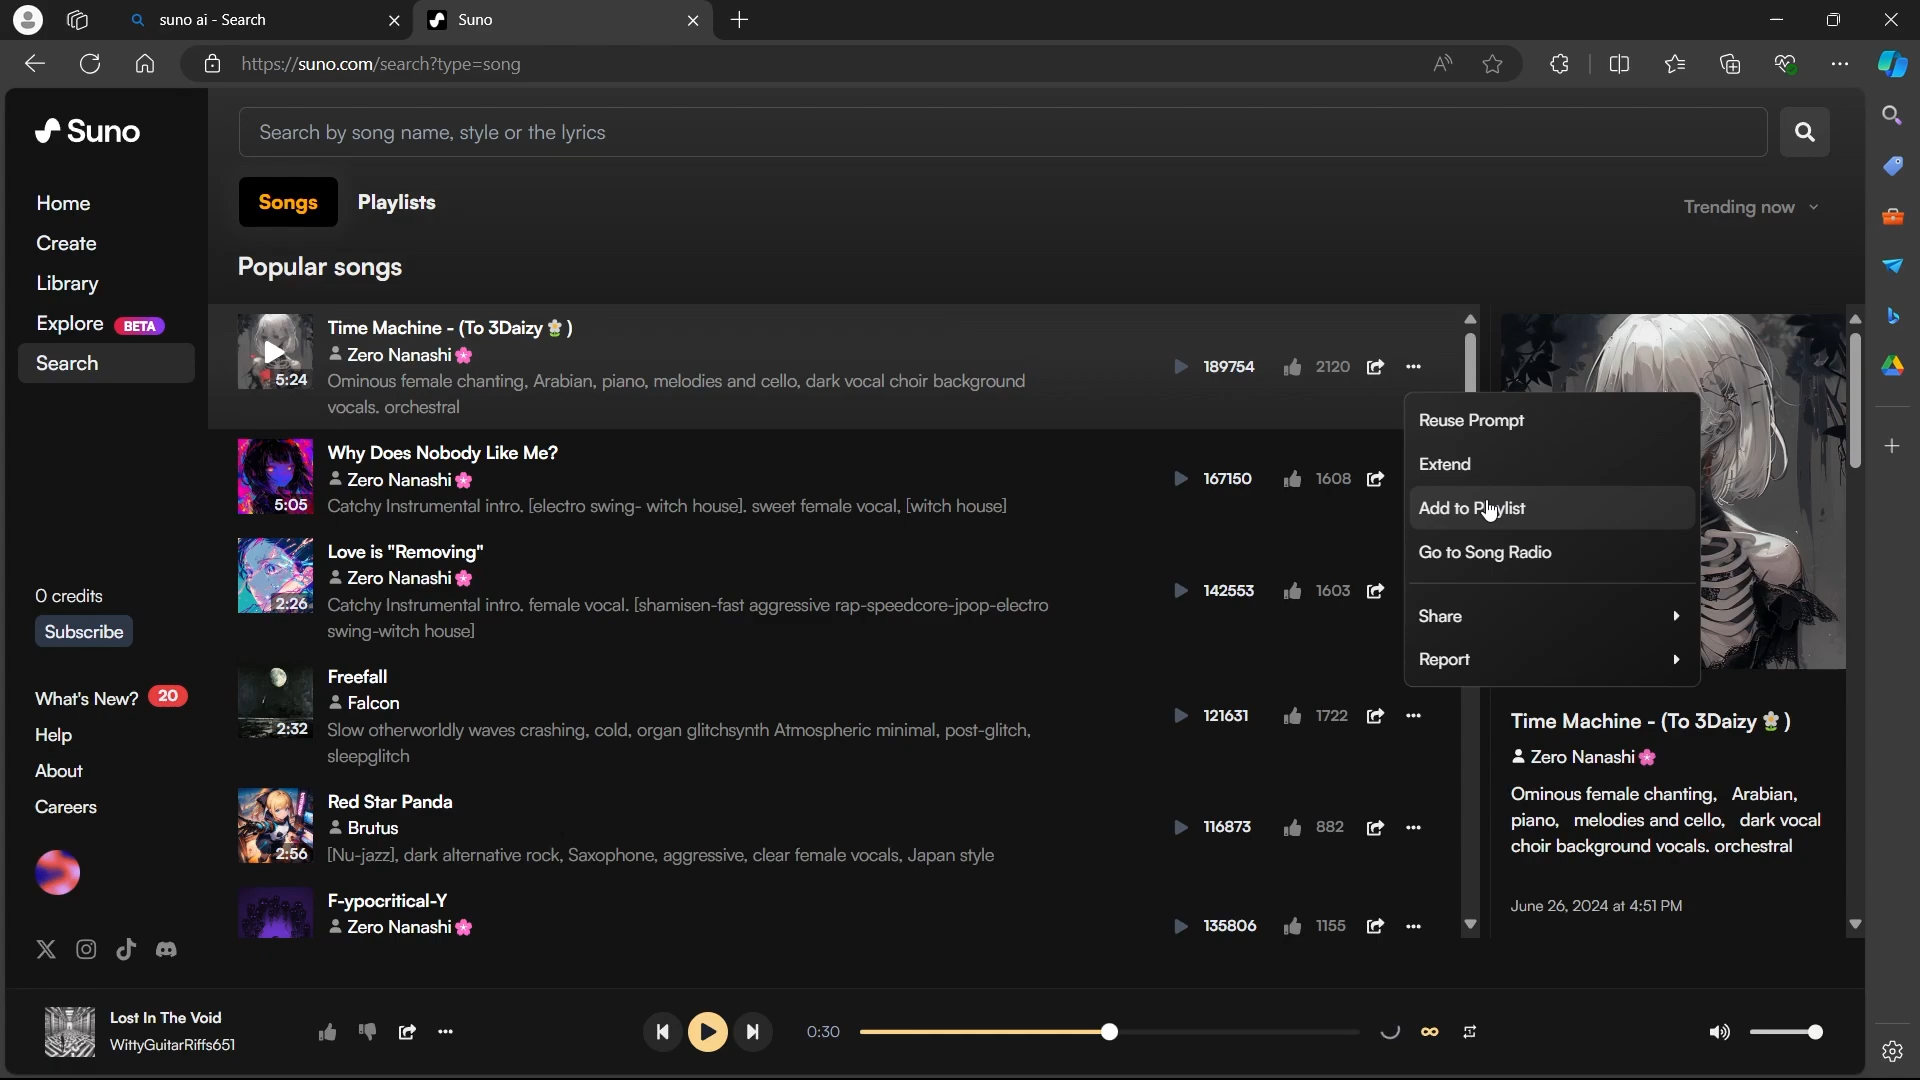 suno ai - Search
Suno
https://suno.com/search?type=song
Suno
Home
Create
Library
Explore BETA
Search
0 credits
Subscribe
What's New? 20
Help
About
Careers
Search by song name, style or the lyrics
Songs Playlists
Trending now
Popular songs
5:24
Time Machine - (To 3Daizy🌼)
Zero Nanashi🌸
Ominous female chanting, Arabian, piano, melodies and cello, dark vocal choir background
vocals. orchestral
189754 2120
5:05
Why Does Nobody Like Me?
Zero Nanashi🌸
Catchy Instrumental intro. [electro swing- witch house]. sweet female vocal, [witch house]
167150 1608
2:26
Love is "Removing"
Zero Nanashi🌸
Catchy Instrumental intro. female vocal. [shamisen-fast aggressive rap-speedcore-jpop-electro
swing-witch house]
142553 1603
2:32
Freefall
Falcon
Slow otherworldly waves crashing, cold, organ glitchsynth Atmospheric minimal, post-glitch,
sleepglitch
121631 1722
2:56
Red Star Panda
Brutus
[Nu-jazz], dark alternative rock, Saxophone, aggressive, clear female vocals, Japan style
116873 882
F-ypocritical-Y
Zero Nanashi🌸
135806 1155
Reuse Prompt
Extend
Add to Playlist
Go to Song Radio
Share
Report
Time Machine - (To 3Daizy🌼)
Zero Nanashi🌸
Ominous female chanting, Arabian,
piano, melodies and cello, dark vocal
choir background vocals. orchestral
June 26, 2024 at 4:51 PM
Lost In The Void
WittyGuitarRiffs651
0:30